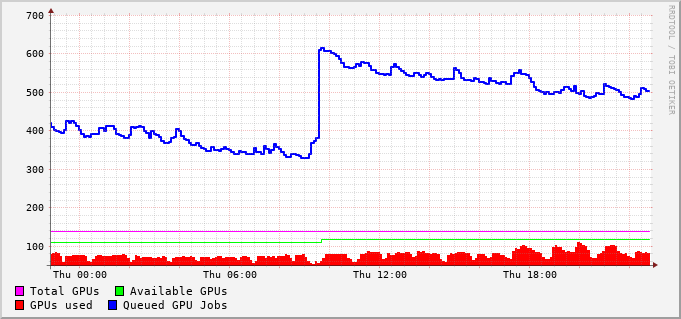 RRDTOOL / TOBI OETIKER
700
600
500
400
300
200
100
Thu 00:00 Thu 06:00 Thu 12:00 Thu 18:00
Total GPUs Available GPUs
GPUs used Queued GPU Jobs